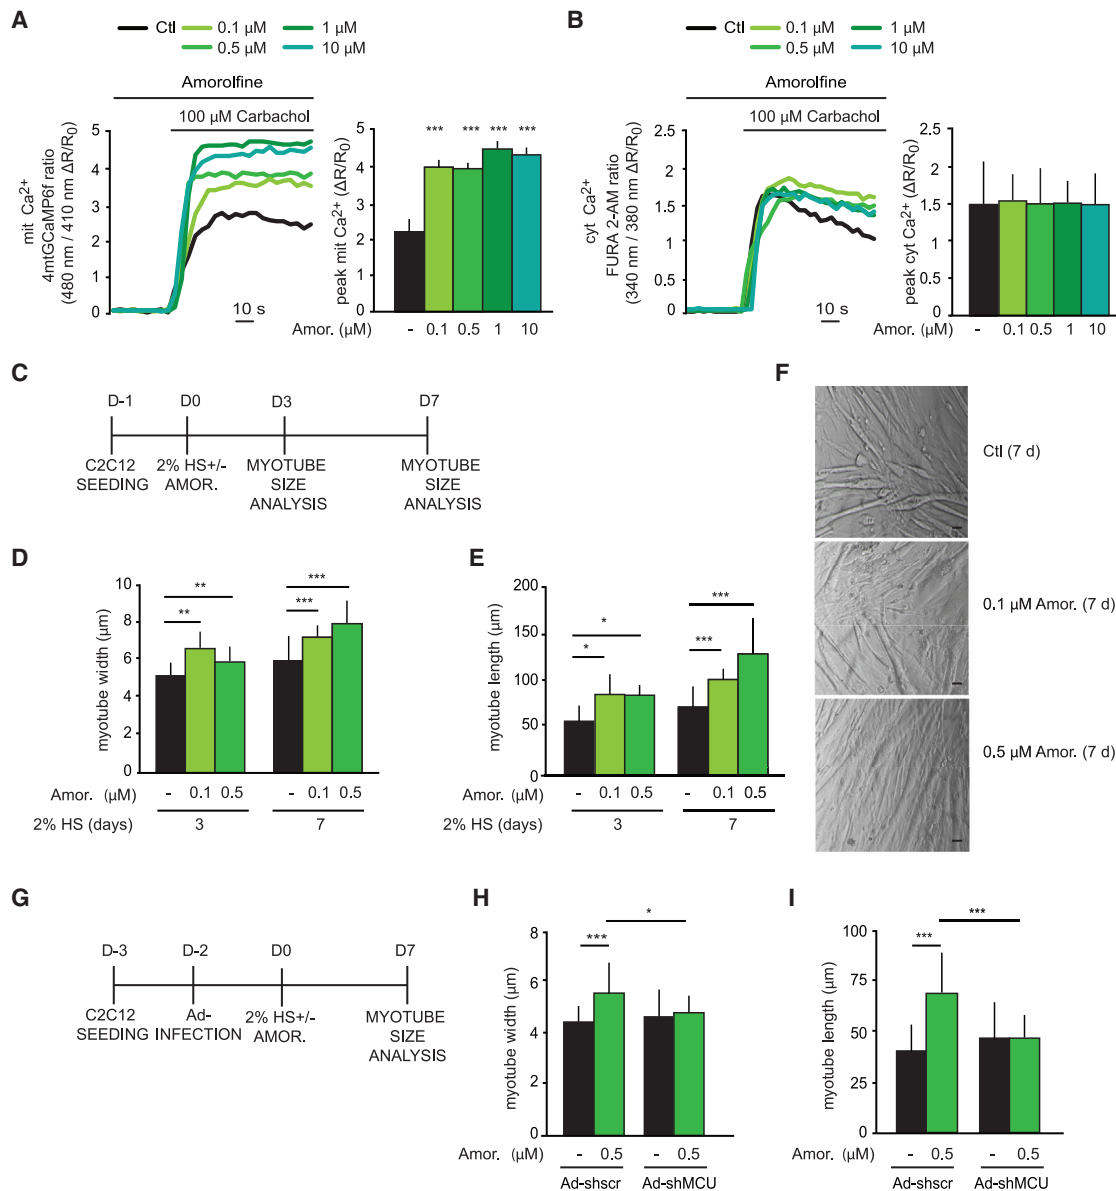 A
Ctl 0.1 µM 1 µM
0.5 µM 10 µM
Amorolfine
100 µM Carbachol
mit Ca2+
4mtGCaMP6f ratio
(480 nm / 410 nm ΔR/R0)
5
4
3
2
1
0
10 s
peak mit Ca2+ (ΔR/R0)
5
4
3
2
1
0
*** *** *** ***
Amor. (µM) - 0.1 0.5 1 10
B
Ctl 0.1 µM 1 µM
0.5 µM 10 µM
Amorolfine
100 µM Carbachol
cyt Ca2+
FURA 2-AM ratio
(340 nm / 380 nm ΔR/R0)
2.5
2
1.5
1
0.5
0
10 s
peak cyt Ca2+ (ΔR/R0)
2.5
2
1.5
1
0.5
0
Amor. (µM) - 0.1 0.5 1 10
C
D-1 D0 D3 D7
C2C12 2% HS+/- MYOTUBE MYOTUBE
SEEDING AMOR. SIZE SIZE
ANALYSIS ANALYSIS
D
myotube width (µm)
10
8
6
4
2
0
** ***
** ***
Amor. (µM) - 0.1 0.5 - 0.1 0.5
2% HS (days) 3 7
E
myotube length (µm)
200
150
100
50
0
* ***
* ***
Amor. (µM) - 0.1 0.5 - 0.1 0.5
2% HS (days) 3 7
F
Ctl (7 d)
0.1 µM Amor. (7 d)
0.5 µM Amor. (7 d)
G
D-3 D-2 D0 D7
C2C12 Ad- 2% HS+/- MYOTUBE
SEEDING INFECTION AMOR. SIZE
ANALYSIS
H
myotube width (µm)
8
6
4
2
0
*
***
Amor. (µM) - 0.5 - 0.5
Ad-shscr Ad-shMCU
I
myotube length (µm)
100
75
50
25
0
***
***
Amor. (µM) - 0.5 - 0.5
Ad-shscr Ad-shMCU